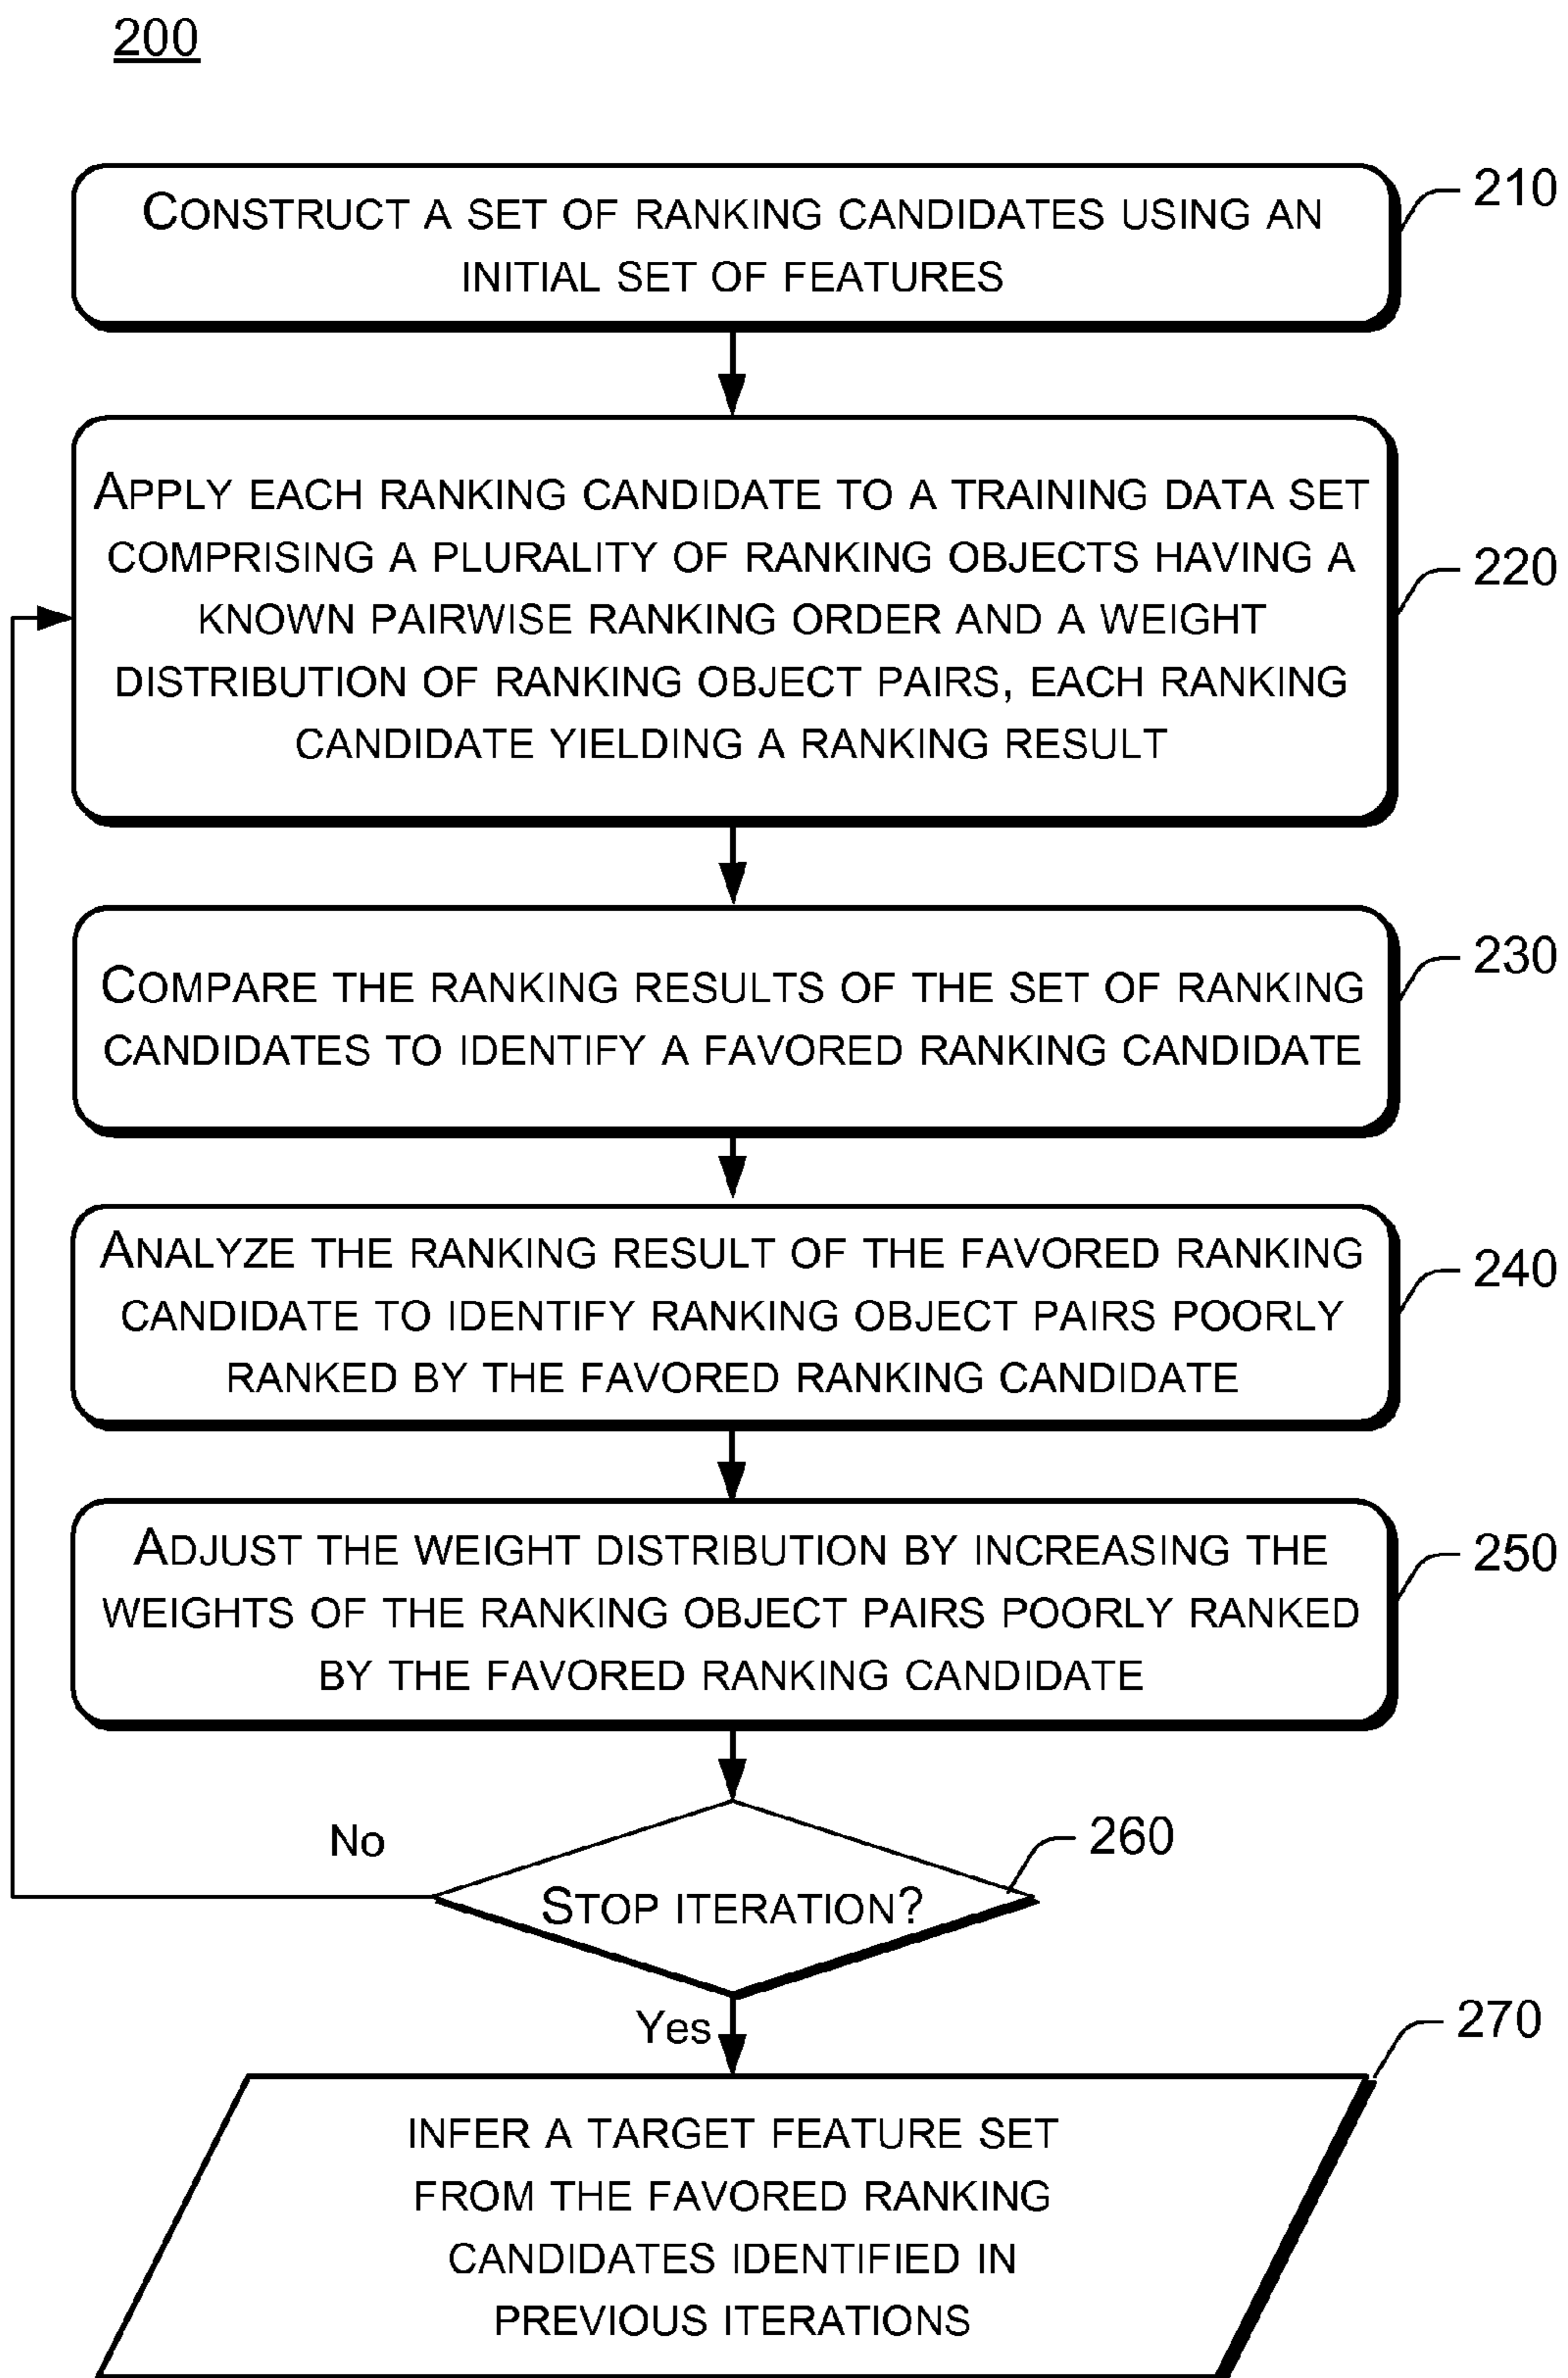 200
CONSTRUCT A SET OF RANKING CANDIDATES USING AN
INITIAL SET OF FEATURES
210
APPLY EACH RANKING CANDIDATE TO A TRAINING DATA SET
COMPRISING A PLURALITY OF RANKING OBJECTS HAVING A
KNOWN PAIRWISE RANKING ORDER AND A WEIGHT
DISTRIBUTION OF RANKING OBJECT PAIRS, EACH RANKING
CANDIDATE YIELDING A RANKING RESULT
220
COMPARE THE RANKING RESULTS OF THE SET OF RANKING
CANDIDATES TO IDENTIFY A FAVORED RANKING CANDIDATE
230
ANALYZE THE RANKING RESULT OF THE FAVORED RANKING
CANDIDATE TO IDENTIFY RANKING OBJECT PAIRS POORLY
RANKED BY THE FAVORED RANKING CANDIDATE
240
ADJUST THE WEIGHT DISTRIBUTION BY INCREASING THE
WEIGHTS OF THE RANKING OBJECT PAIRS POORLY RANKED
BY THE FAVORED RANKING CANDIDATE
250
No
260
STOP ITERATION?
Yes
270
INFER A TARGET FEATURE SET
FROM THE FAVORED RANKING
CANDIDATES IDENTIFIED IN
PREVIOUS ITERATIONS